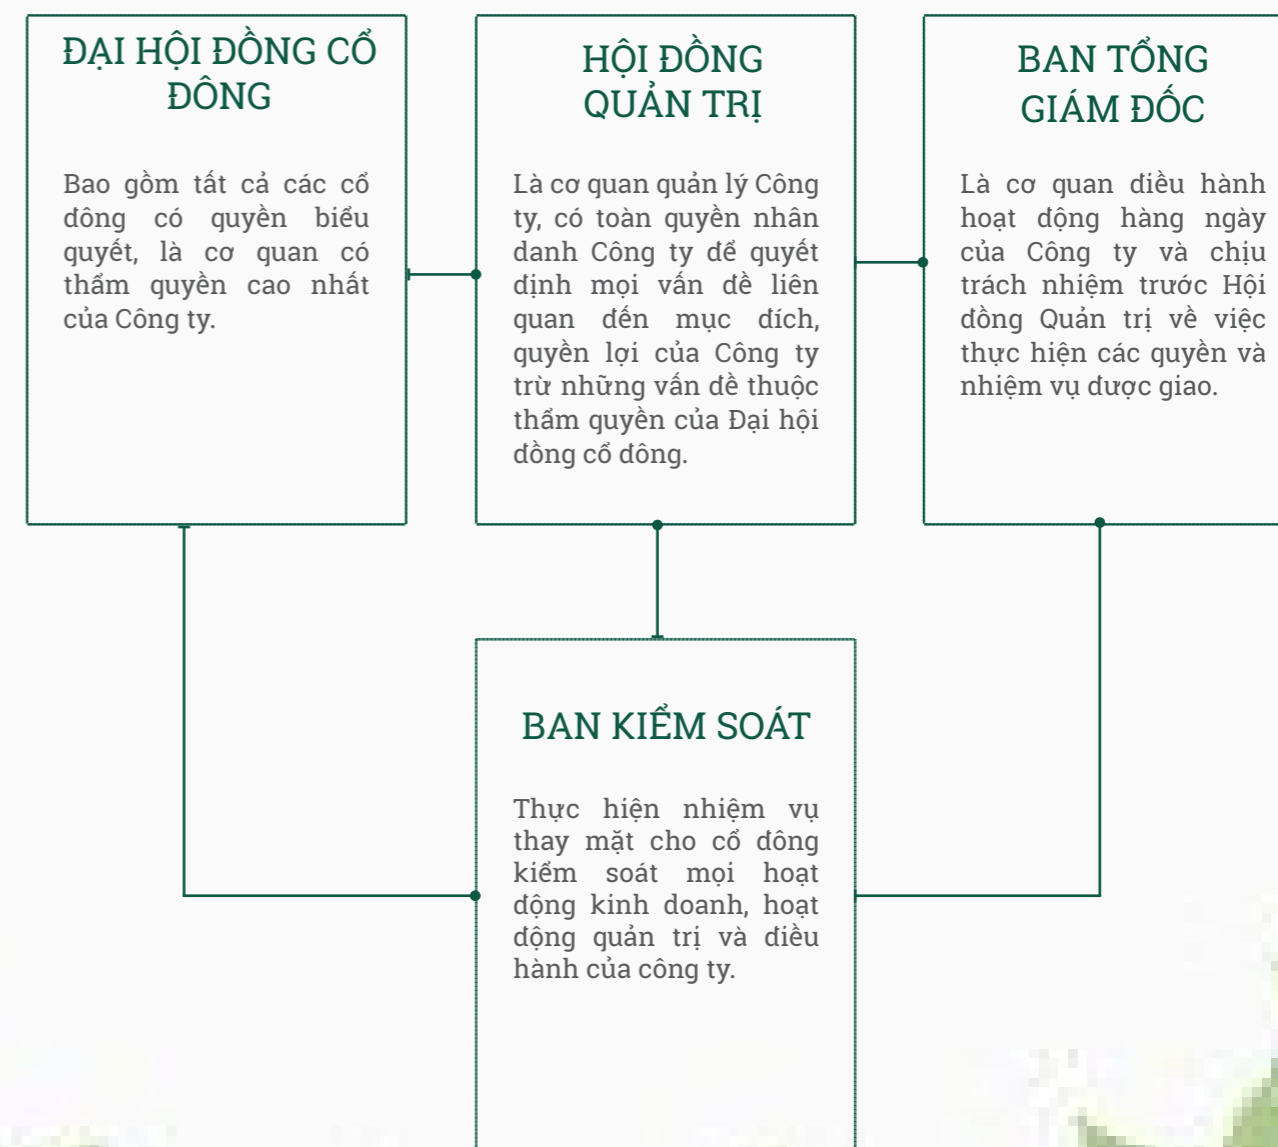 ĐẠI HỘI ĐỒNG CỔ
ĐÔNG
Bao gồm tất cả các cổ
đông có quyền biểu
quyết, là cơ quan có
thẩm quyền cao nhất
của Công ty.
HỘI ĐỒNG
QUẢN TRỊ
Là cơ quan quản lý Công
ty, có toàn quyền nhân
danh Công ty để quyết
định mọi vấn đề liên
quan đến mục đích,
quyền lợi của Công ty
trừ những vấn đề thuộc
thẩm quyền của Đại hội
đồng cổ đông.
BAN TỔNG
GIÁM ĐỐC
Là cơ quan điều hành
hoạt động hàng ngày
của Công ty và chịu
trách nhiệm trước Hội
đồng Quản trị về việc
thực hiện các quyền và
nhiệm vụ được giao.
BAN KIỂM SOÁT
Thực hiện nhiệm vụ
thay mặt cho cổ đông
kiểm soát mọi hoạt
động kinh doanh, hoạt
động quản trị và điều
hành của công ty.